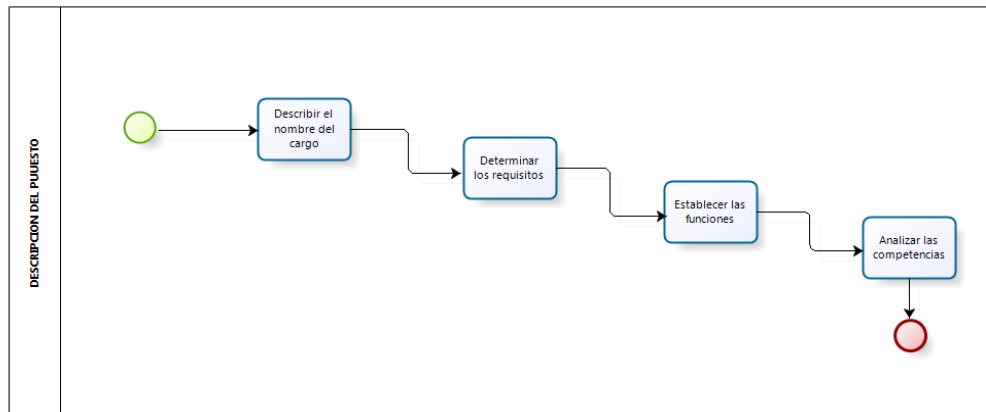 DESCRIPCION DEL PUUESTO
Describir el
nombre del
cargo
Determinar
los requisitos
Establecer las
funciones
Analizar las
competencias